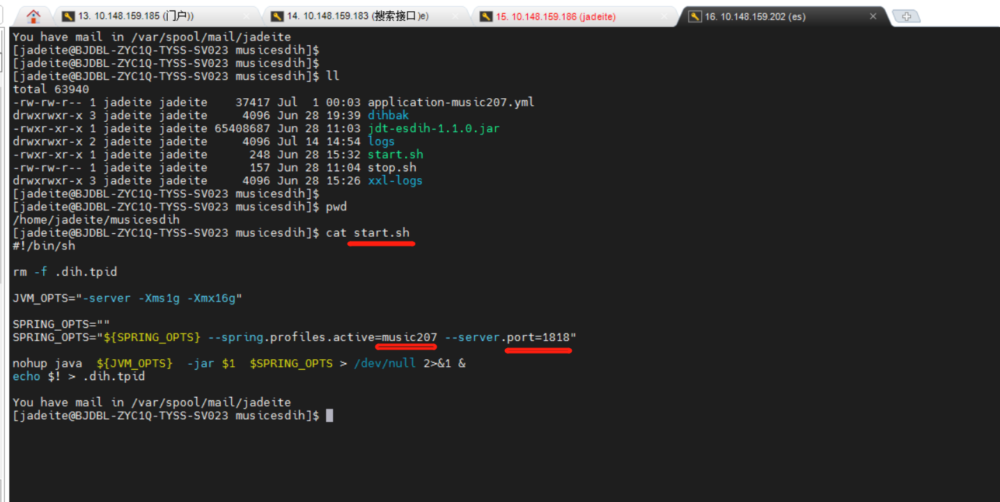 13. 10.148.159.185 (门户))
14. 10.148.159.183 (搜索接口)e)
15. 10.148.159.186 (jadeite)
16. 10.148.159.202 (es)
You have mail in /var/spool/mail/jadeite
[jadeite@BJDBL-ZYC1Q-TYSS-SV023 musicesdih]$
[jadeite@BJDBL-ZYC1Q-TYSS-SV023 musicesdih]$
[jadeite@BJDBL-ZYC1Q-TYSS-SV023 musicesdih]$ ll
total 63940
-rw-rw-r-- 1 jadeite jadeite    37417 Jul  1 00:03 application-music207.yml
drwxrwxr-x 3 jadeite jadeite     4096 Jun 28 19:39 dihbak
-rwxr-xr-x 1 jadeite jadeite 65408687 Jun 28 11:03 jdt-esdih-1.1.0.jar
drwxrwxr-x 2 jadeite jadeite     4096 Jul 14 14:54 logs
-rwxr-xr-x 1 jadeite jadeite      248 Jun 28 15:32 start.sh
-rw-rw-r-- 1 jadeite jadeite      157 Jun 28 11:04 stop.sh
drwxrwxr-x 3 jadeite jadeite     4096 Jun 28 15:26 xxl-logs
[jadeite@BJDBL-ZYC1Q-TYSS-SV023 musicesdih]$
[jadeite@BJDBL-ZYC1Q-TYSS-SV023 musicesdih]$ pwd
/home/jadeite/musicesdih
[jadeite@BJDBL-ZYC1Q-TYSS-SV023 musicesdih]$ cat start.sh
#!/bin/sh
rm -f .dih.tpid
JVM_OPTS="-server -Xms1g -Xmx16g"
SPRING_OPTS=""
SPRING_OPTS="${SPRING_OPTS} --spring.profiles.active=music207 --server.port=1818"
nohup java  ${JVM_OPTS}  -jar $1  $SPRING_OPTS > /dev/null 2>&1 &
echo $! > .dih.tpid
You have mail in /var/spool/mail/jadeite
[jadeite@BJDBL-ZYC1Q-TYSS-SV023 musicesdih]$